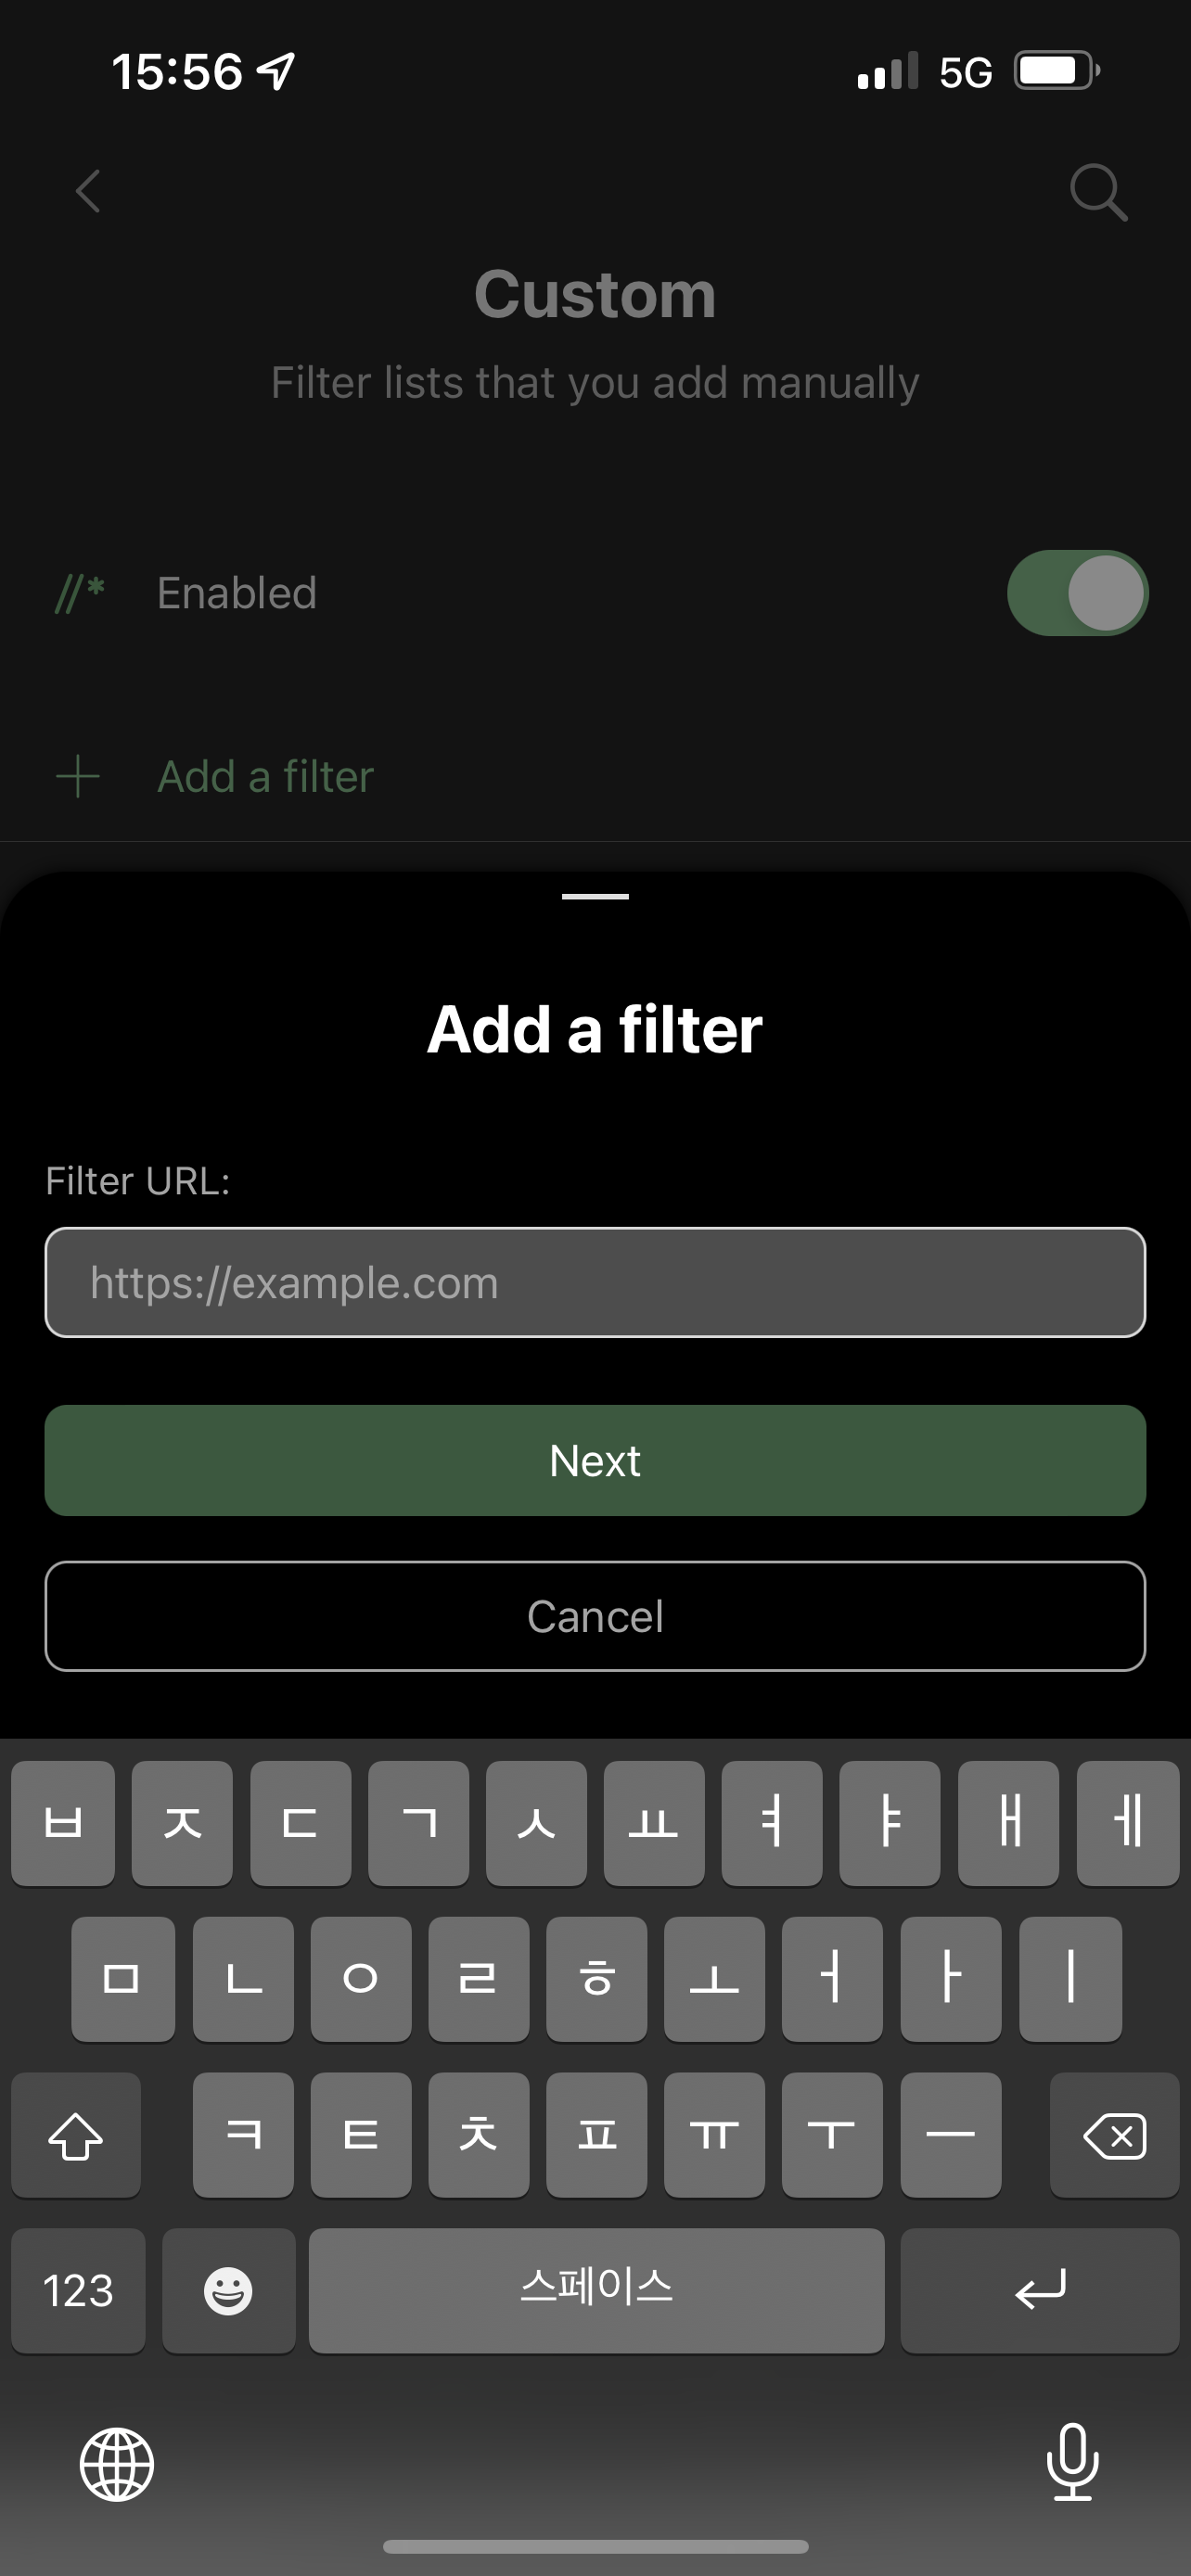 15:56
5G
Custom
Filter lists that you add manually
//* Enabled
Add a filter
Add a filter
Filter URL:
https://example.com
Next
Cancel
ㅂ ㅈ ㄷ ㄱ ㅅ ㅛ ㅕ ㅑ ㅐ ㅔ
ㅁ ㄴ ㅇ ㄹ ㅎ ㅗ ㅓ ㅏ ㅣ
ㅋ ㅌ ㅊ ㅍ ㅠ ㅜ ㅡ
123 스페이스